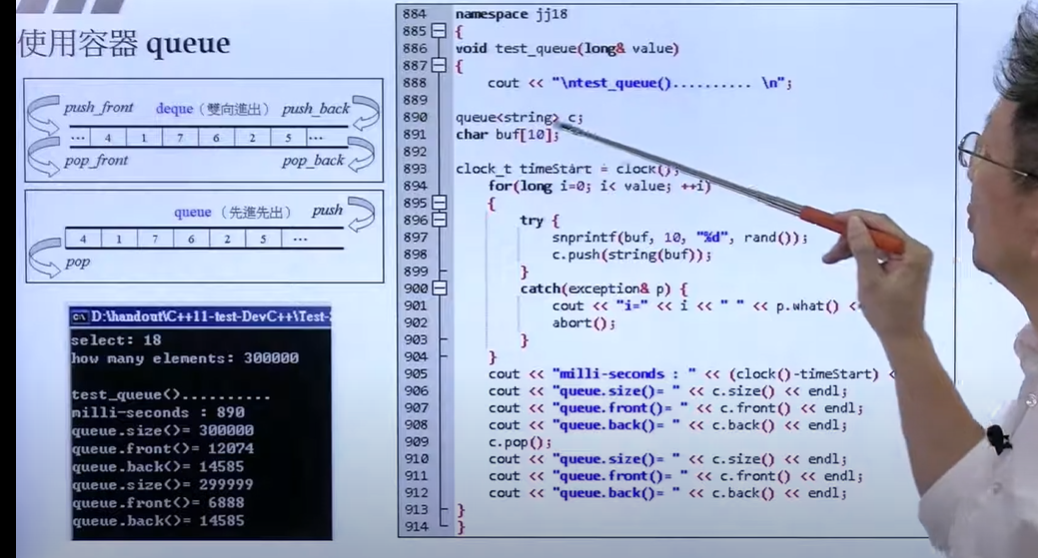 使用容器 queue
push_front deque（雙向進出） push_back
... 4 1 7 6 2 5 ...
pop_front pop_back
queue （先進先出） push
4 1 7 6 2 5 ...
pop
D:\handout\C++11-test-DevC++\Test-
select: 18
how many elements: 300000
test_queue()..........
milli-seconds : 890
queue.size()= 300000
queue.front()= 12074
queue.back()= 14585
queue.size()= 299999
queue.front()= 6888
queue.back()= 14585
884 namespace jj18
885 {
886 void test_queue(long& value)
887 {
888 cout << "\ntest_queue().......... \n";
889
890 queue<string> c;
891 char buf[10];
892
893 clock_t timeStart = clock();
894 for(long i=0; i< value; ++i)
895 {
896 try {
897 snprintf(buf, 10, "%d", rand());
898 c.push(string(buf));
899 }
900 catch(exception& p) {
901 cout << "i=" << i << " " << p.what() <
902 abort();
903 }
904 }
905 cout << "milli-seconds : " << (clock()-timeStart) <
906 cout << "queue.size()= " << c.size() << endl;
907 cout << "queue.front()= " << c.front() << endl;
908 cout << "queue.back()= " << c.back() << endl;
909 c.pop();
910 cout << "queue.size()= " << c.size() << endl;
911 cout << "queue.front()= " << c.front() << endl;
912 cout << "queue.back()= " << c.back() << endl;
913 }
914 }